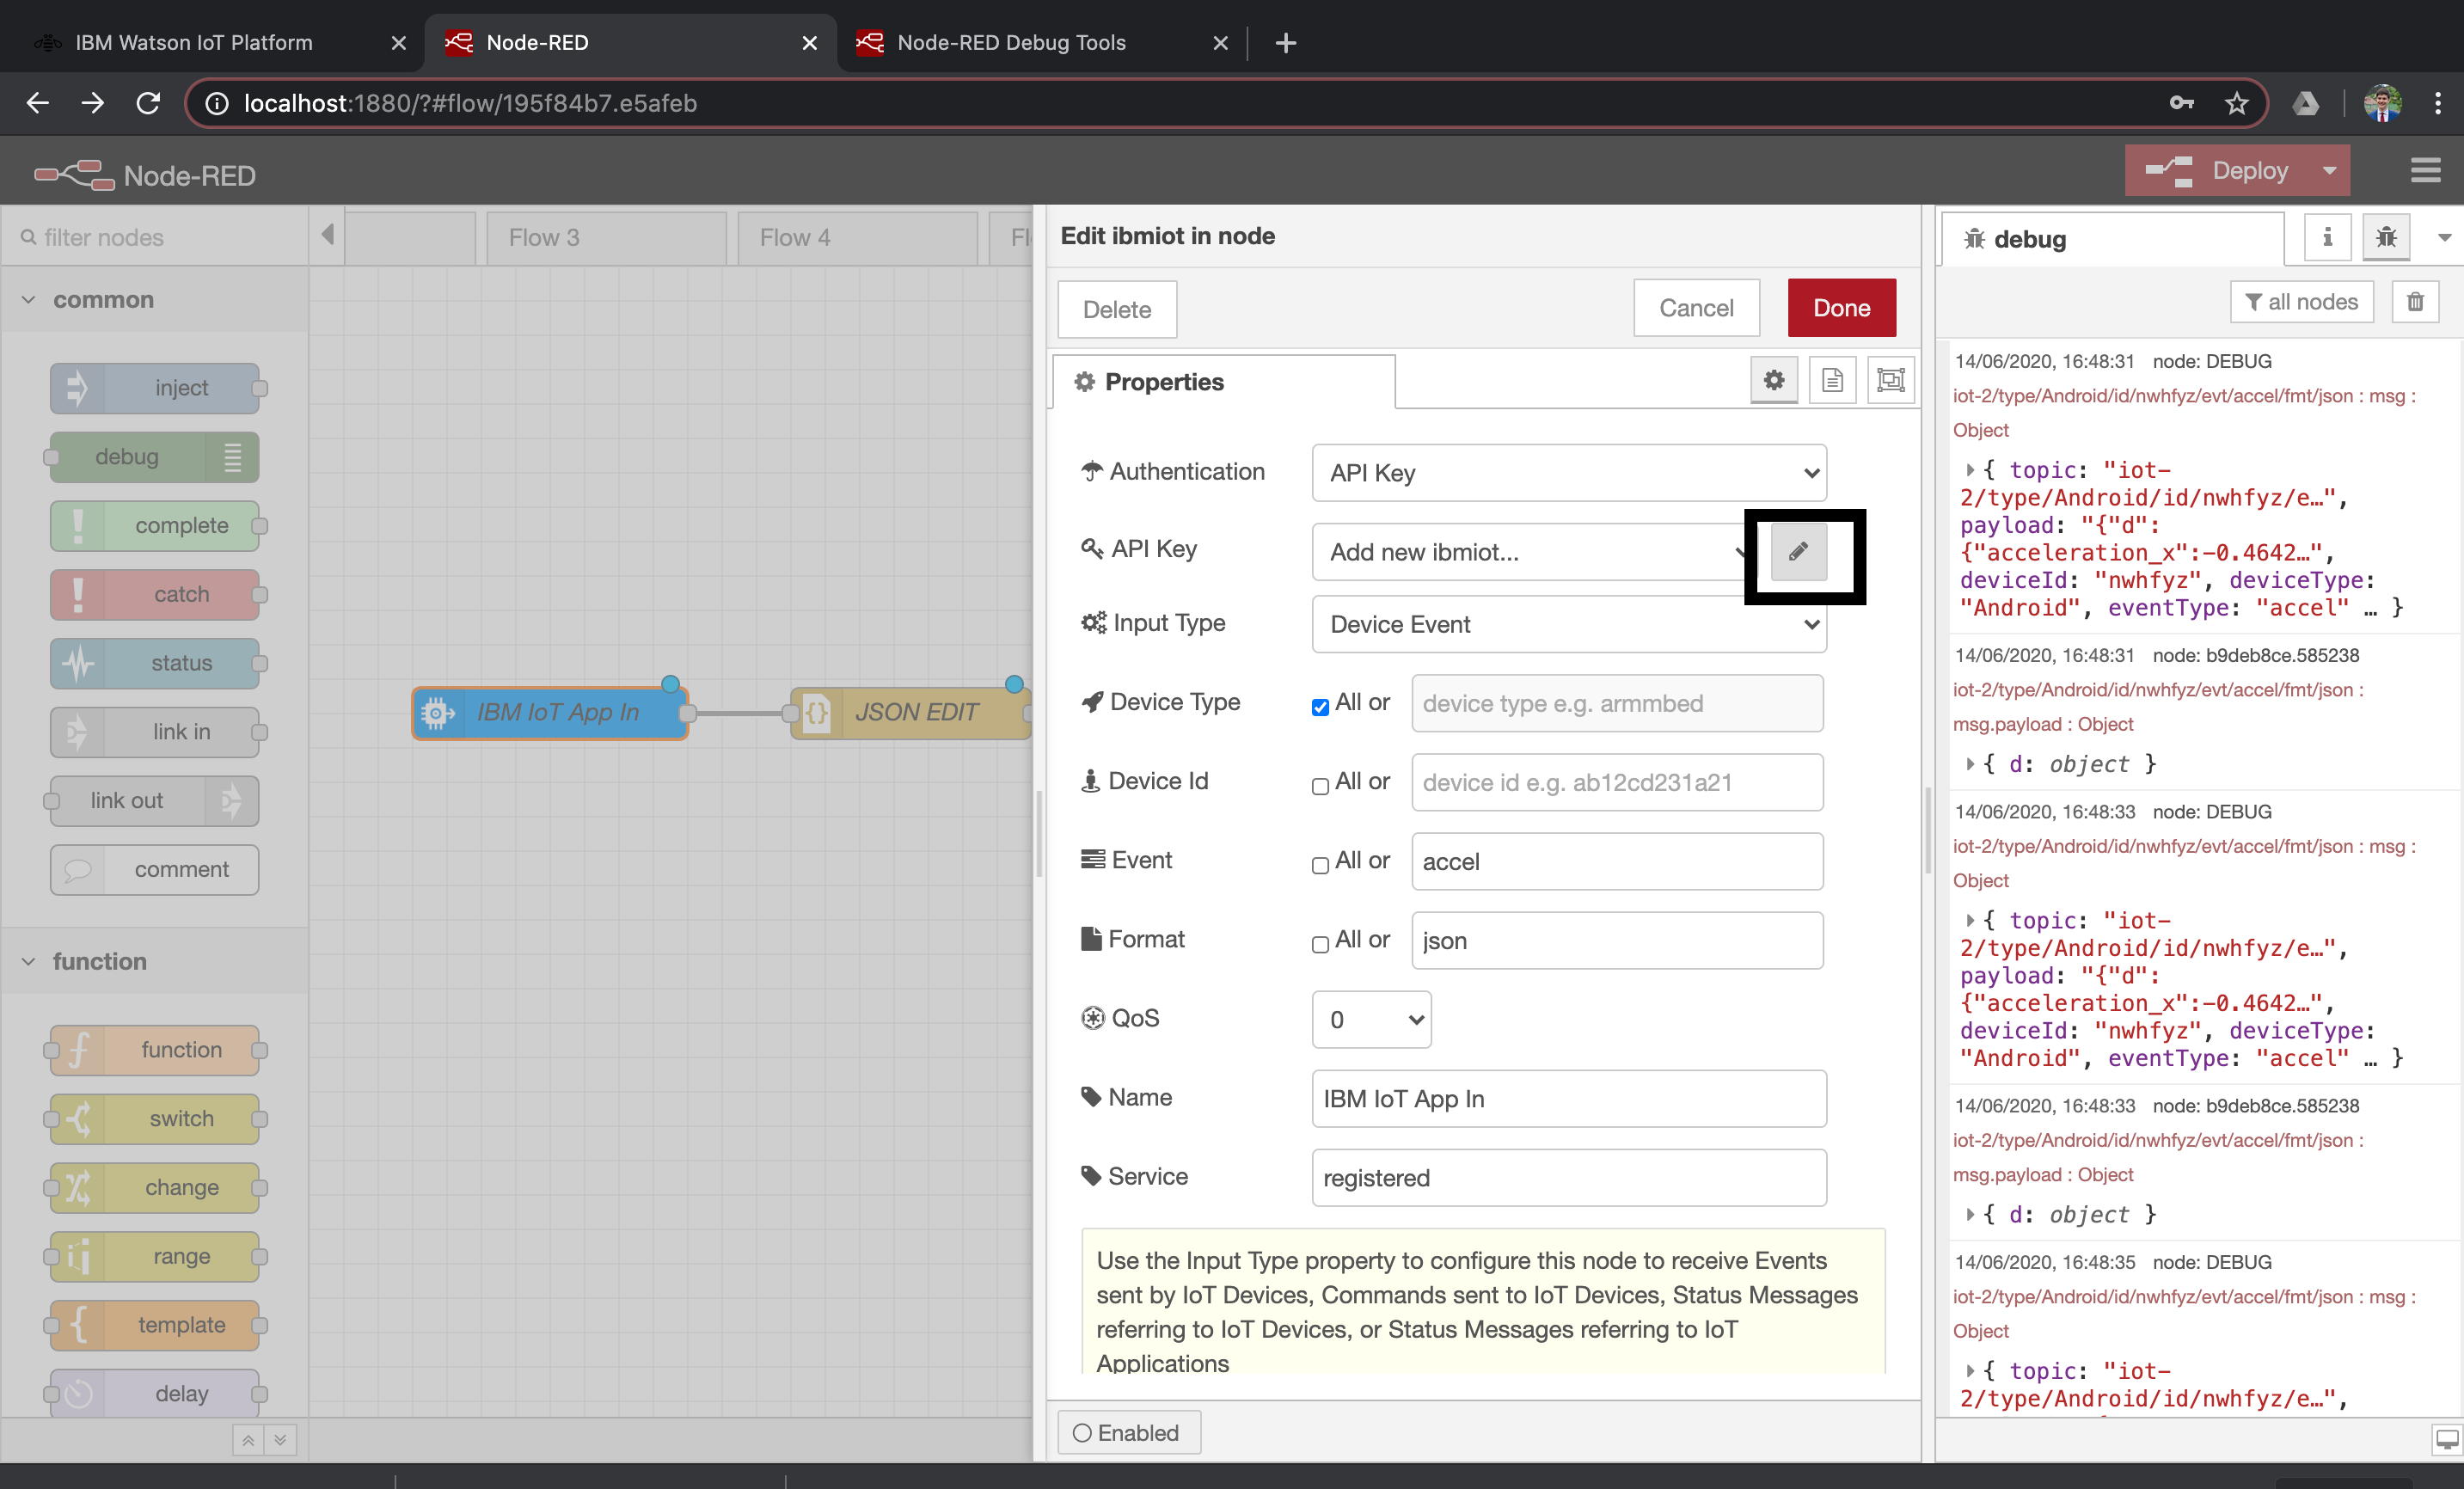 IBM Watson IoT Platform
Node-RED
Node-RED Debug Tools
localhost:1880/?#flow/195f84b7.e5afeb
Node-RED
Deploy
filter nodes
common
inject
debug
complete
catch
status
link in
link out
comment
function
function
switch
change
range
template
delay
Flow 3
Flow 4
IBM IoT App In
JSON EDIT
Edit ibmiot in node
Delete
Cancel
Done
Properties
Authentication
API Key
API Key
Add new ibmiot...
Input Type
Device Event
Device Type
All or
device type e.g. armmbed
Device Id
All or
device id e.g. ab12cd231a21
Event
All or
accel
Format
All or
json
QoS
0
Name
IBM IoT App In
Service
registered
Use the Input Type property to configure this node to receive Events
sent by IoT Devices, Commands sent to IoT Devices, Status Messages
referring to IoT Devices, or Status Messages referring to IoT
Applications
Enabled
debug
all nodes
14/06/2020, 16:48:31 node: DEBUG
iot-2/type/Android/id/nwhfyz/evt/accel/fmt/json : msg :
Object
{ topic: "iot-
2/type/Android/id/nwhfyz/e…",
payload: "{"d":
{"acceleration_x":-0.4642…",
deviceId: "nwhfyz", deviceType:
"Android", eventType: "accel" … }
14/06/2020, 16:48:31 node: b9deb8ce.585238
iot-2/type/Android/id/nwhfyz/evt/accel/fmt/json :
msg.payload : Object
{ d: object }
14/06/2020, 16:48:33 node: DEBUG
iot-2/type/Android/id/nwhfyz/evt/accel/fmt/json : msg :
Object
{ topic: "iot-
2/type/Android/id/nwhfyz/e…",
payload: "{"d":
{"acceleration_x":-0.4642…",
deviceId: "nwhfyz", deviceType:
"Android", eventType: "accel" … }
14/06/2020, 16:48:33 node: b9deb8ce.585238
iot-2/type/Android/id/nwhfyz/evt/accel/fmt/json :
msg.payload : Object
{ d: object }
14/06/2020, 16:48:35 node: DEBUG
iot-2/type/Android/id/nwhfyz/evt/accel/fmt/json : msg :
Object
{ topic: "iot-
2/type/Android/id/nwhfyz/e…",